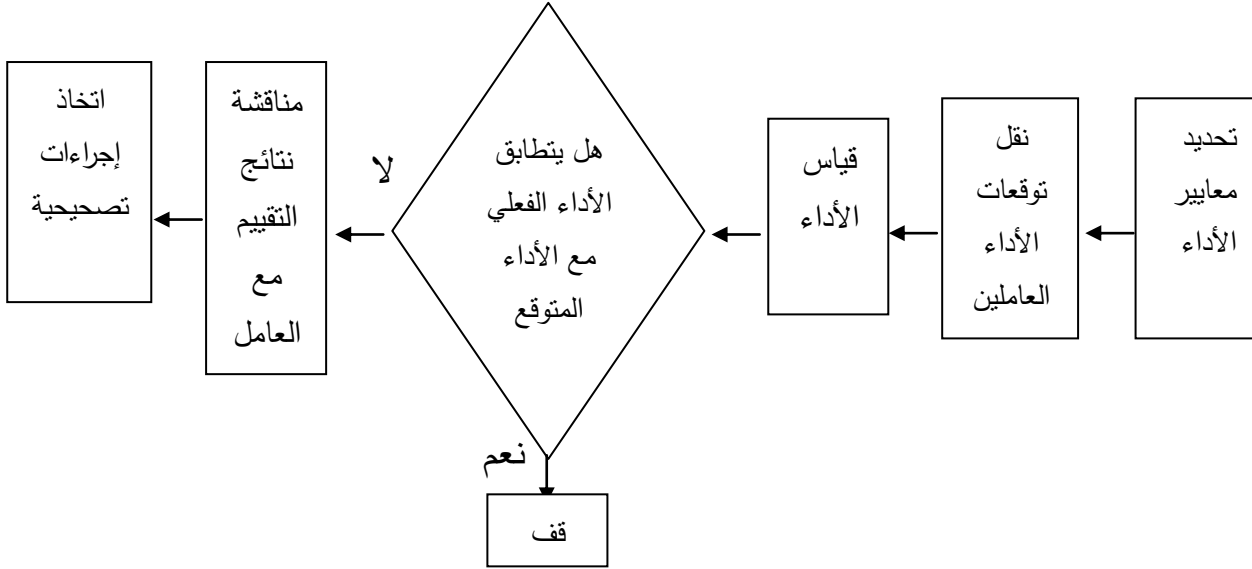 تحديد
معايير
الأداء
نقل
توقعات
الأداء
العاملين
قياس
الأداء
هل يتطابق
الأداء الفعلي
مع الأداء
المتوقع
لا
مناقشة
نتائج
التقييم
مع
العامل
اتخاذ
إجراءات
تصحيحية
نعم
قف